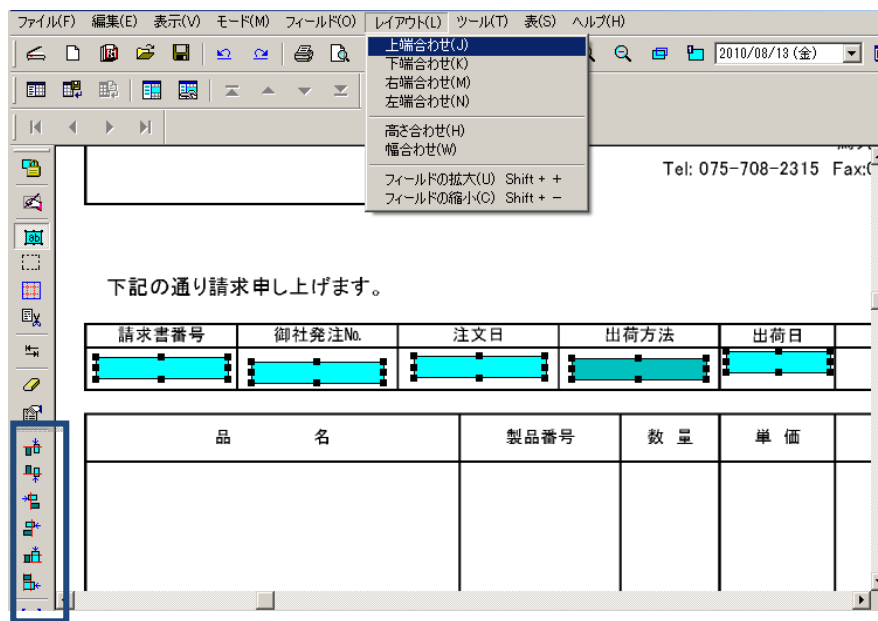 ファイル(F) 編集(E) 表示(V) モード(M) フィールド(O) レイアウト(L) ツール(T) 表(S) ヘルプ(H)
2010/08/13(金)
上端合わせ(J)
下端合わせ(K)
右端合わせ(M)
左端合わせ(N)
高さ合わせ(H)
幅合わせ(W)
フィールドの拡大(U) Shift + +
フィールドの縮小(C) Shift + −
Tel: 075-708-2315 Fax:
下記の通り請求申し上げます。
請求書番号 御社発注No. 注文日 出荷方法 出荷日
品 名 製品番号 数 量 単 価